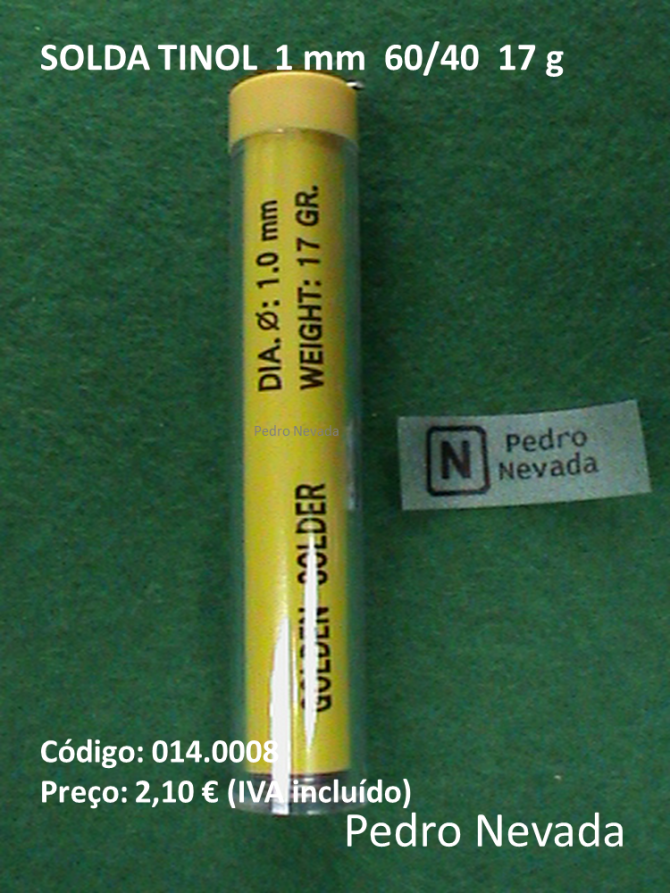 SOLDA TINOL 1 mm 60/40 17 g
DIA. Ø: 1.0 mm
WEIGHT: 17 GR.
Pedro Nevada
GOLDEN SOLDER
N Pedro
Nevada
Código: 014.0008
Preço: 2,10 € (IVA incluído)
Pedro Nevada